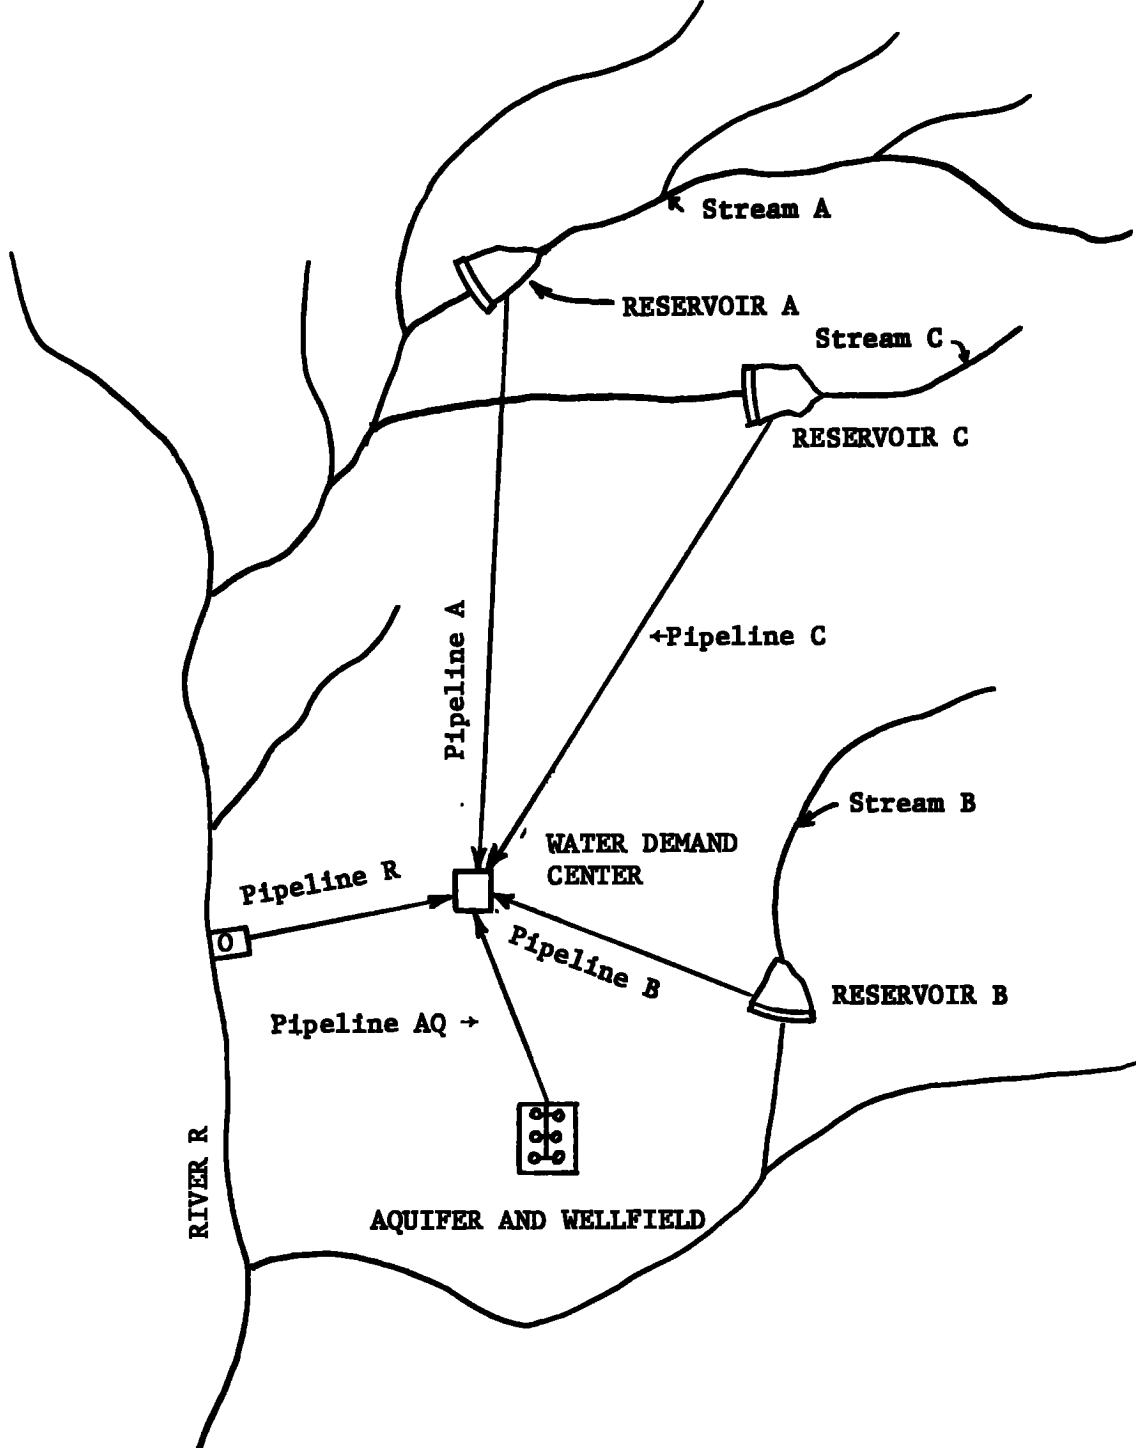 Stream A
RESERVOIR A
Stream C
RESERVOIR C
Pipeline A
←Pipeline C
Stream B
WATER DEMAND
CENTER
Pipeline R
O
Pipeline B
RESERVOIR B
Pipeline AQ →
RIVER R
AQUIFER AND WELLFIELD